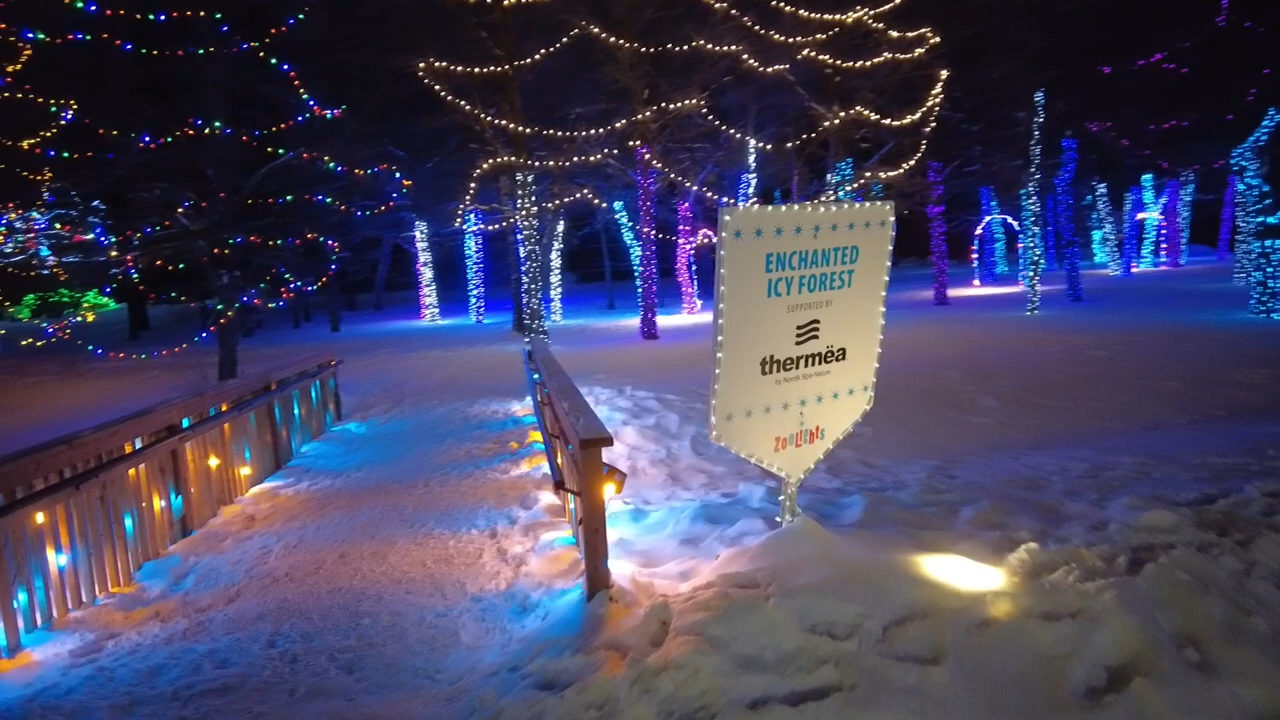 ENCHANTED
ICY FOREST
SUPPORTED BY
thermëa
by Nordik Spa-Nature
ZOOLIGHTS